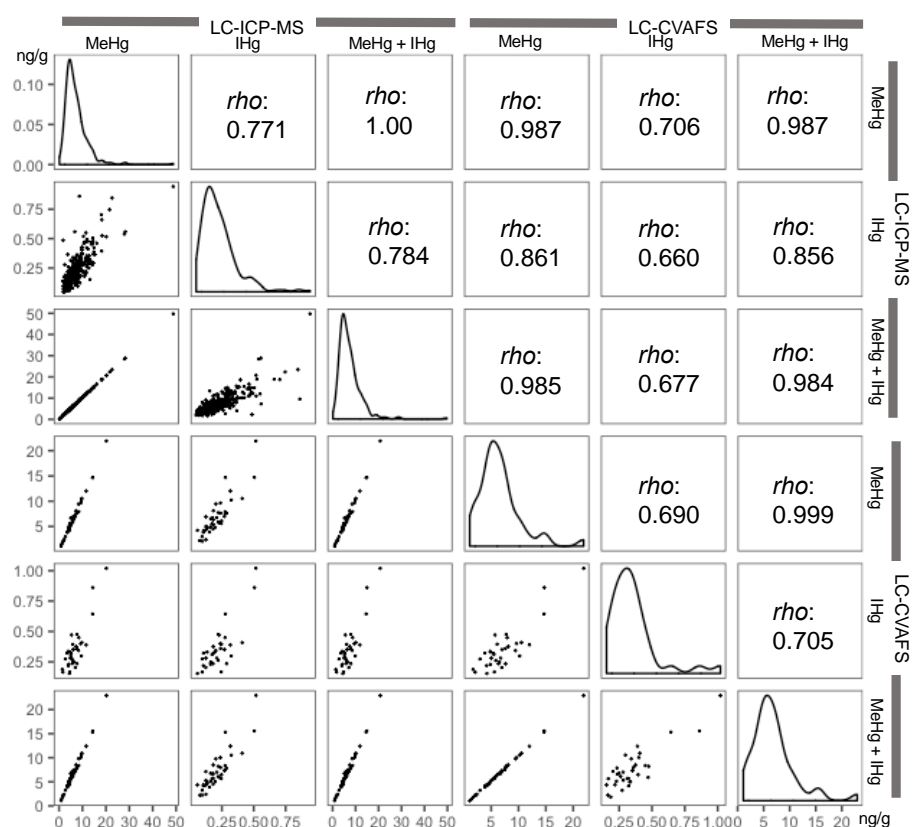 LC-ICP-MS LC-CVAFS
MeHg IHg MeHg + IHg MeHg IHg MeHg + IHg
ng/g
0.10
0.05
0.00
rho: 0.771
rho: 1.00
rho: 0.987
rho: 0.706
rho: 0.987
MeHg
0.75
0.50
0.25
rho: 0.784
rho: 0.861
rho: 0.660
rho: 0.856
IHg
LC-ICP-MS
50
40
30
20
10
0
rho: 0.985
rho: 0.677
rho: 0.984
MeHg + IHg
20
15
10
5
rho: 0.690
rho: 0.999
MeHg
1.00
0.75
0.50
0.25
rho: 0.705
IHg
LC-CVAFS
20
15
10
5
0
MeHg + IHg
0 10 20 30 40 50 0.25 0.50 0.75 0 10 20 30 40 50 5 10 15 20 0.25 0.50 0.75 1.00 0 5 10 15 20 ng/g